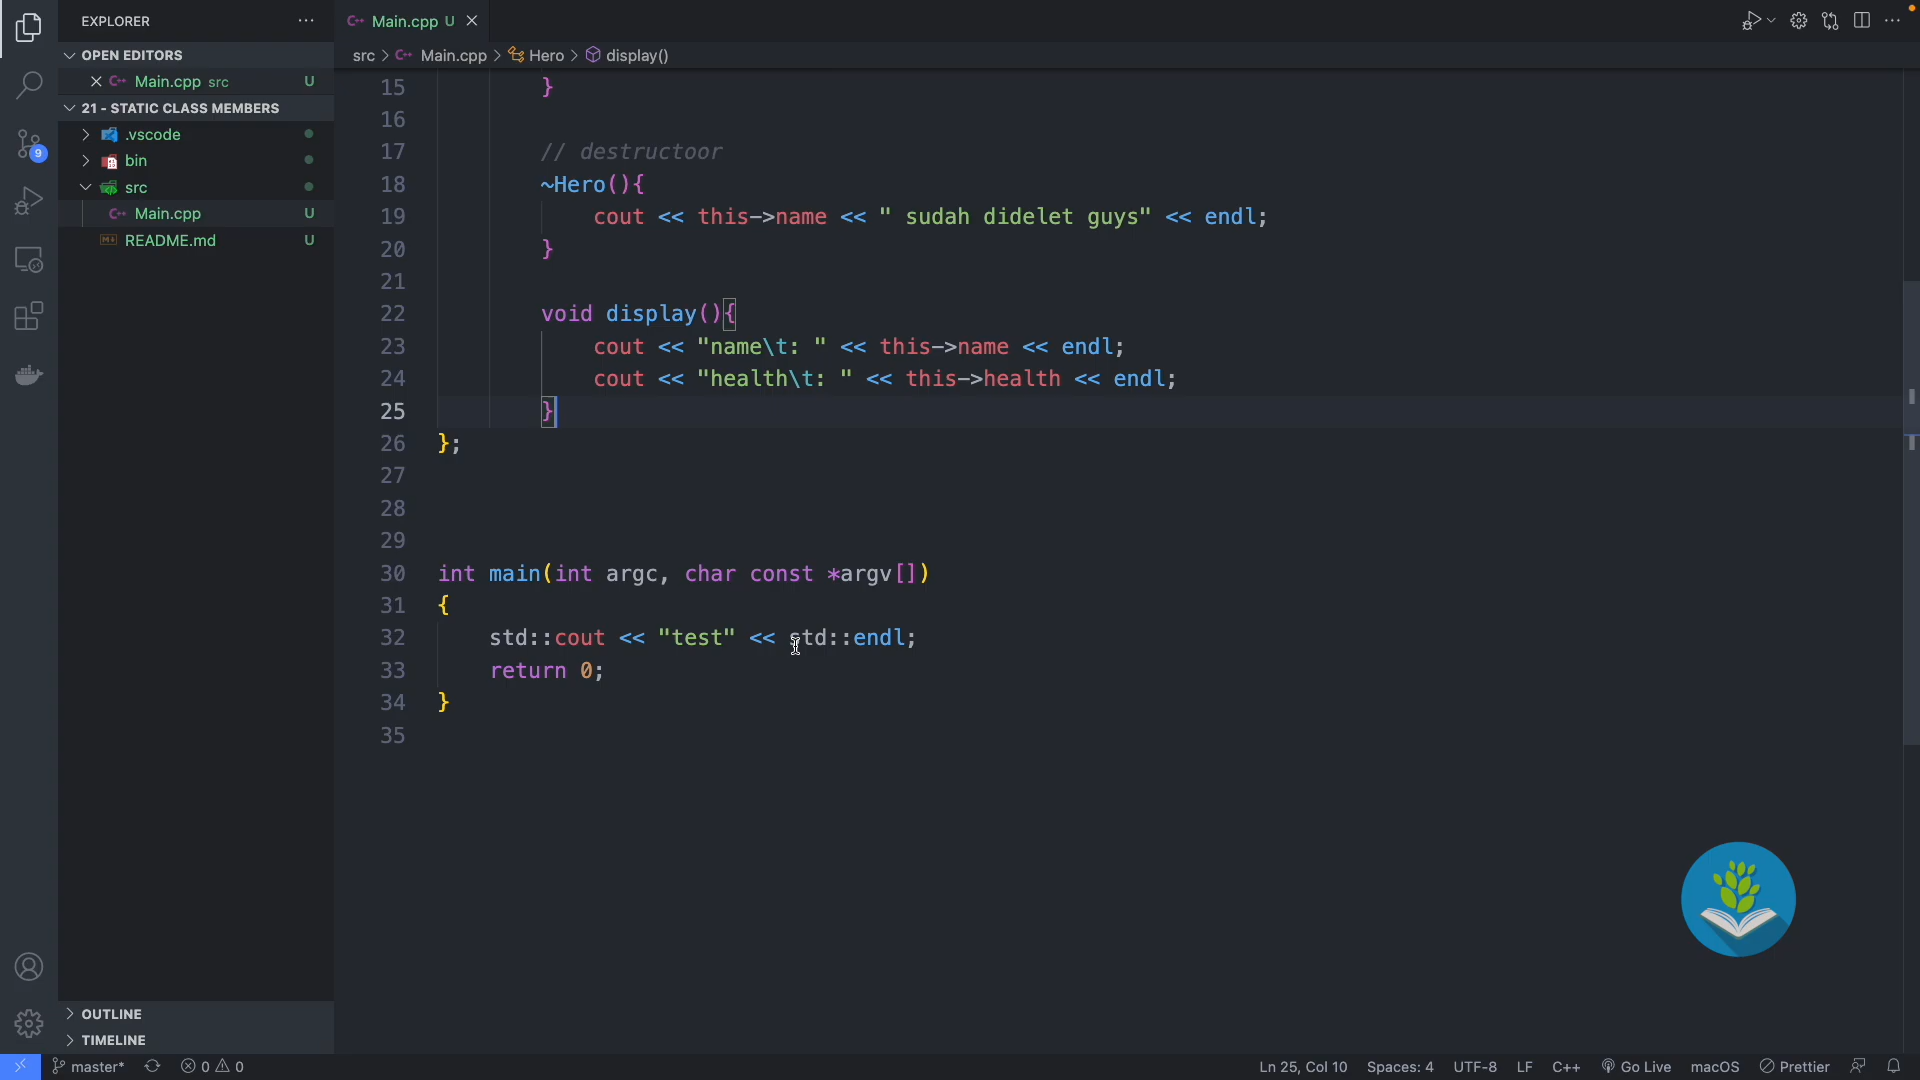 EXPLORER
Main.cpp U
OPEN EDITORS
src > Main.cpp > Hero > display()
Main.cpp src U
21 - STATIC CLASS MEMBERS
.vscode
bin
src
Main.cpp U
README.md U
9
15 }
16
17 // destructoor
18 ~Hero(){
19 cout << this->name << " sudah didelet guys" << endl;
20 }
21
22 void display(){
23 cout << "name\t: " << this->name << endl;
24 cout << "health\t: " << this->health << endl;
25 }
26 };
27
28
29
30 int main(int argc, char const *argv[])
31 {
32 std::cout << "test" << std::endl;
33 return 0;
34 }
35
OUTLINE
TIMELINE
master* 0 0 Ln 25, Col 10 Spaces: 4 UTF-8 LF C++ Go Live macOS Prettier